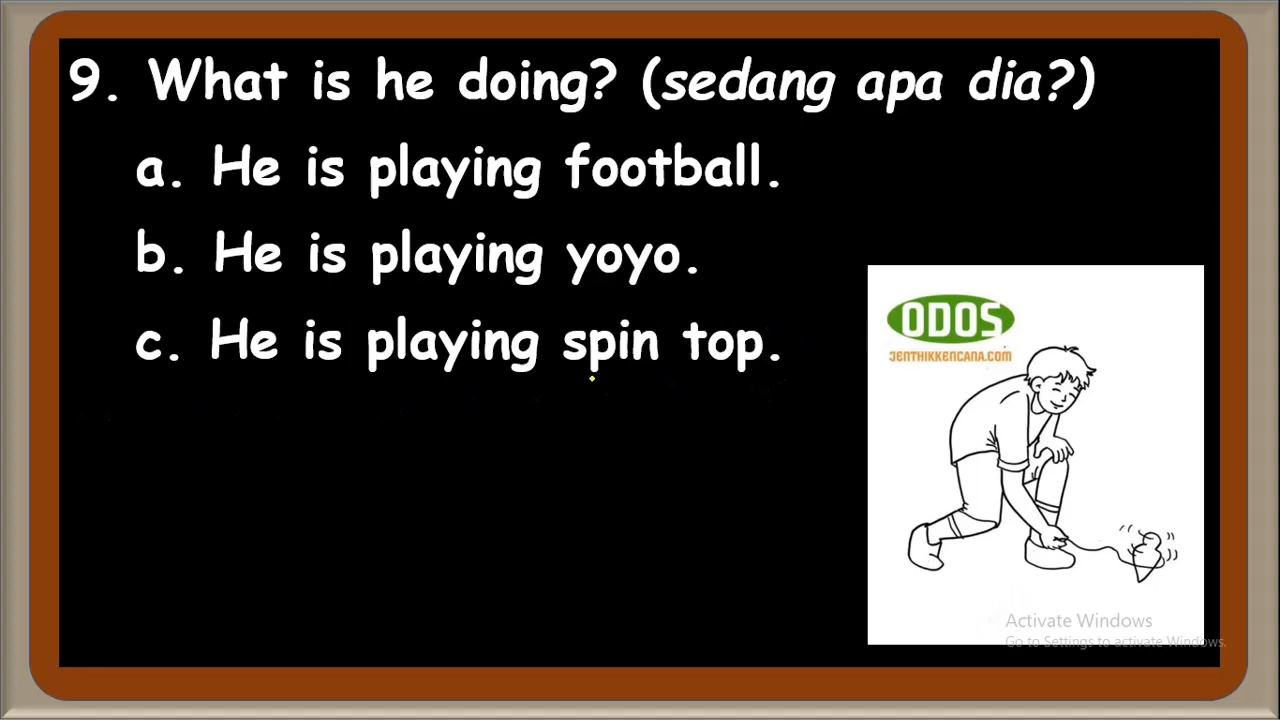 9. What is he doing? (sedang apa dia?)
a. He is playing football.
b. He is playing yoyo.
c. He is playing spin top.
ODOS
JENTHIKKENCANA.COM
Activate Windows
Go to Settings to activate Windows.